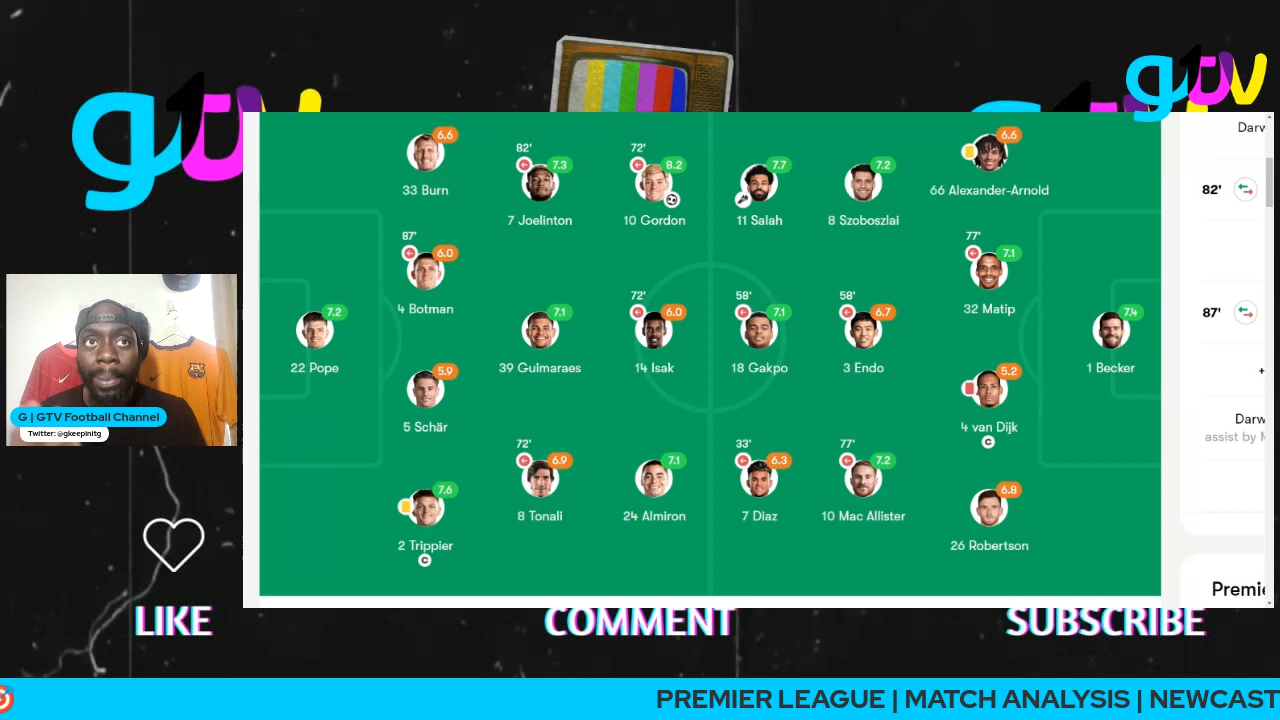 gtv
gtv
6.6
33 Burn
82'
7.3
7 Joelinton
72'
8.2
10 Gordon
7.7
11 Salah
7.2
8 Szoboszlai
6.6
66 Alexander-Arnold
87'
6.0
4 Botman
77'
7.1
32 Matip
7.2
22 Pope
7.1
39 Guimaraes
72'
6.0
14 Isak
58'
7.1
18 Gakpo
58'
6.7
3 Endo
7.4
1 Becker
5.9
5 Schär
5.2
4 van Dijk
C
72'
6.9
8 Tonali
7.1
24 Almiron
33'
6.3
7 Diaz
77'
7.2
10 Mac Allister
7.6
2 Trippier
C
6.8
26 Robertson
Darw
82'
87'
+
Darw
assist by M
Premie
G | GTV Football Channel
Twitter: @gkeepinitg
LIKE
COMMENT
SUBSCRIBE
PREMIER LEAGUE | MATCH ANALYSIS | NEWCAST